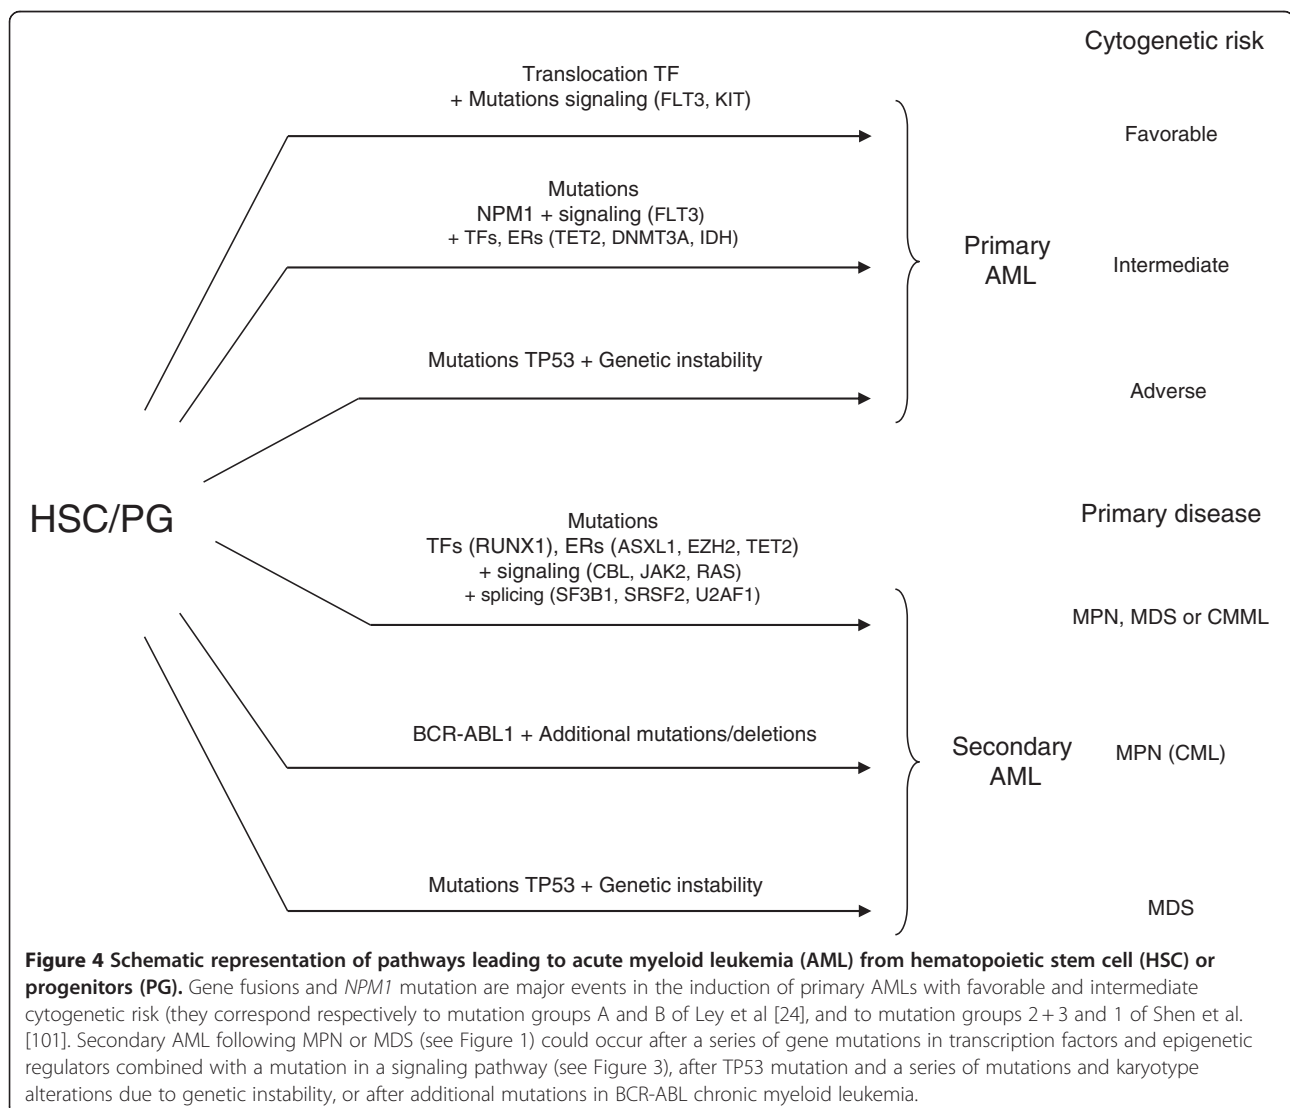 Cytogenetic risk
Translocation TF
+ Mutations signaling (FLT3, KIT)
Favorable
Mutations
NPM1 + signaling (FLT3)
+ TFs, ERs (TET2, DNMT3A, IDH)
Primary
AML
Intermediate
Mutations TP53 + Genetic instability
Adverse
HSC/PG
Primary disease
Mutations
TFs (RUNX1), ERs (ASXL1, EZH2, TET2)
+ signaling (CBL, JAK2, RAS)
+ splicing (SF3B1, SRSF2, U2AF1)
MPN, MDS or CMML
BCR-ABL1 + Additional mutations/deletions
Secondary
AML
MPN (CML)
Mutations TP53 + Genetic instability
MDS
Figure 4 Schematic representation of pathways leading to acute myeloid leukemia (AML) from hematopoietic stem cell (HSC) or
progenitors (PG). Gene fusions and NPM1 mutation are major events in the induction of primary AMLs with favorable and intermediate
cytogenetic risk (they correspond respectively to mutation groups A and B of Ley et al [24], and to mutation groups 2 + 3 and 1 of Shen et al.
[101]. Secondary AML following MPN or MDS (see Figure 1) could occur after a series of gene mutations in transcription factors and epigenetic
regulators combined with a mutation in a signaling pathway (see Figure 3), after TP53 mutation and a series of mutations and karyotype
alterations due to genetic instability, or after additional mutations in BCR-ABL chronic myeloid leukemia.